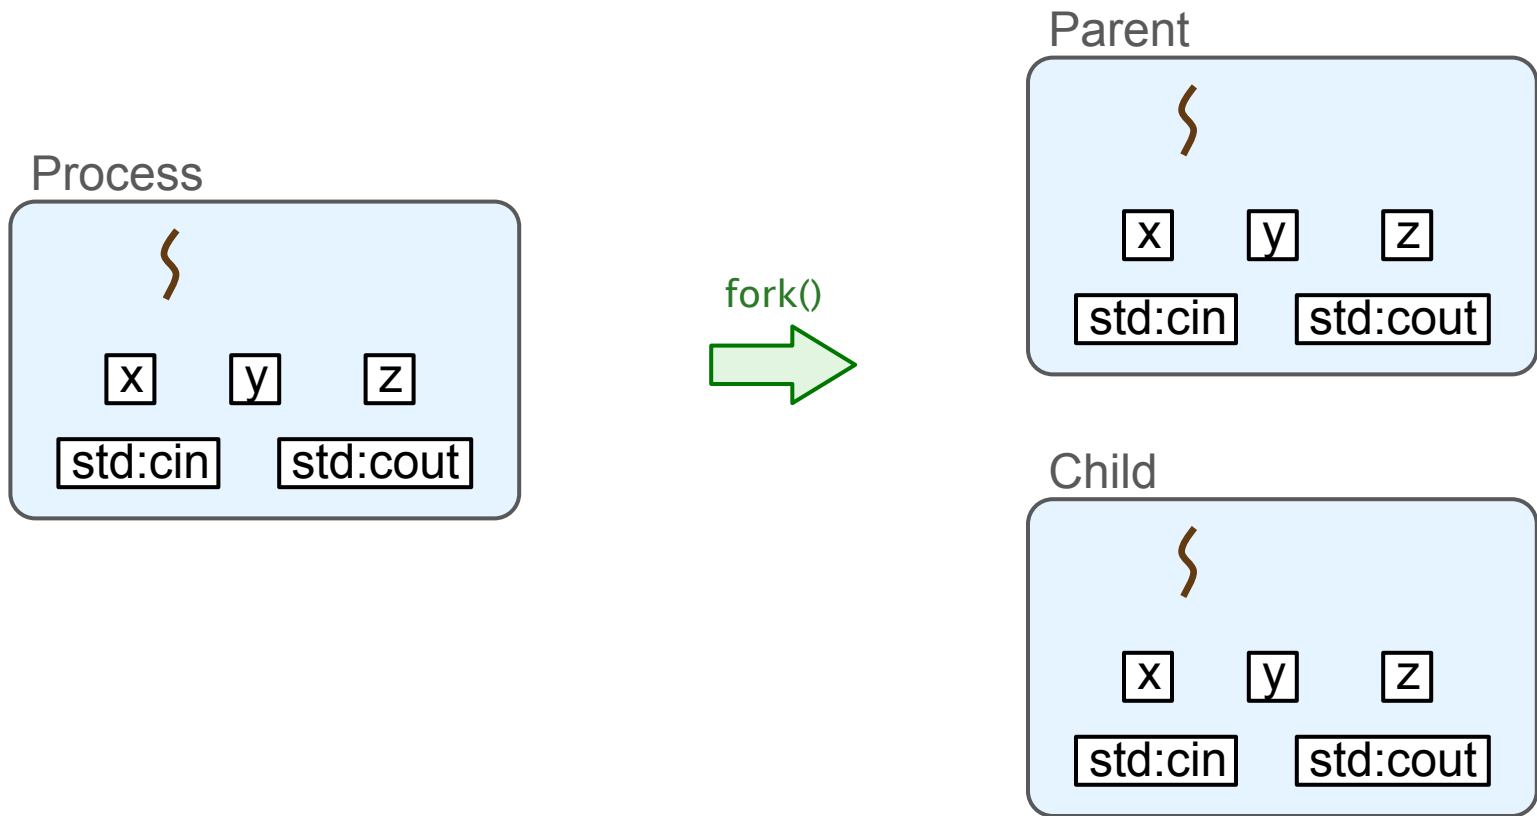 Process
x y z
std:cin std:cout
fork()
Parent
x y z
std:cin std:cout
Child
x y z
std:cin std:cout